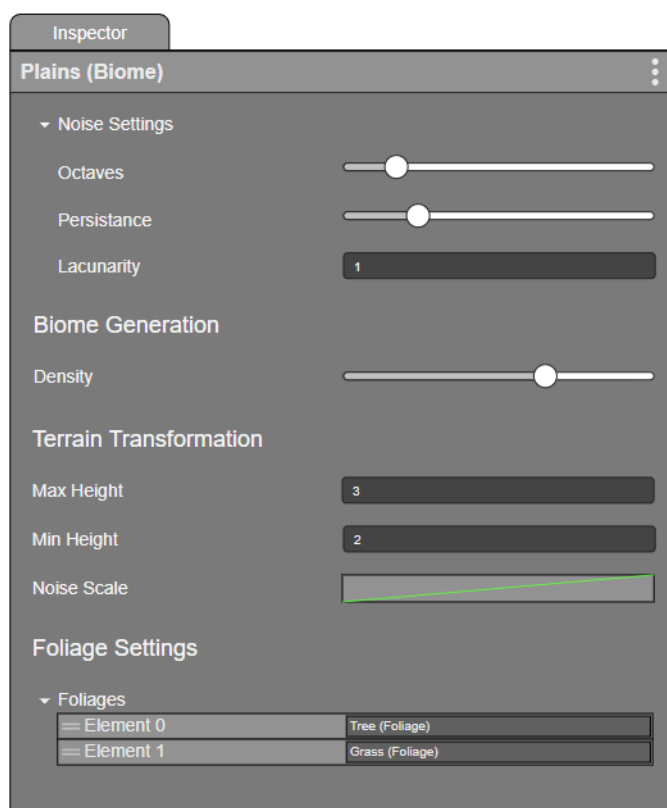 Inspector
Plains (Biome)
Noise Settings
Octaves
Persistance
Lacunarity 1
Biome Generation
Density
Terrain Transformation
Max Height 3
Min Height 2
Noise Scale
Foliage Settings
Foliages
Element 0 Tree (Foliage)
Element 1 Grass (Foliage)